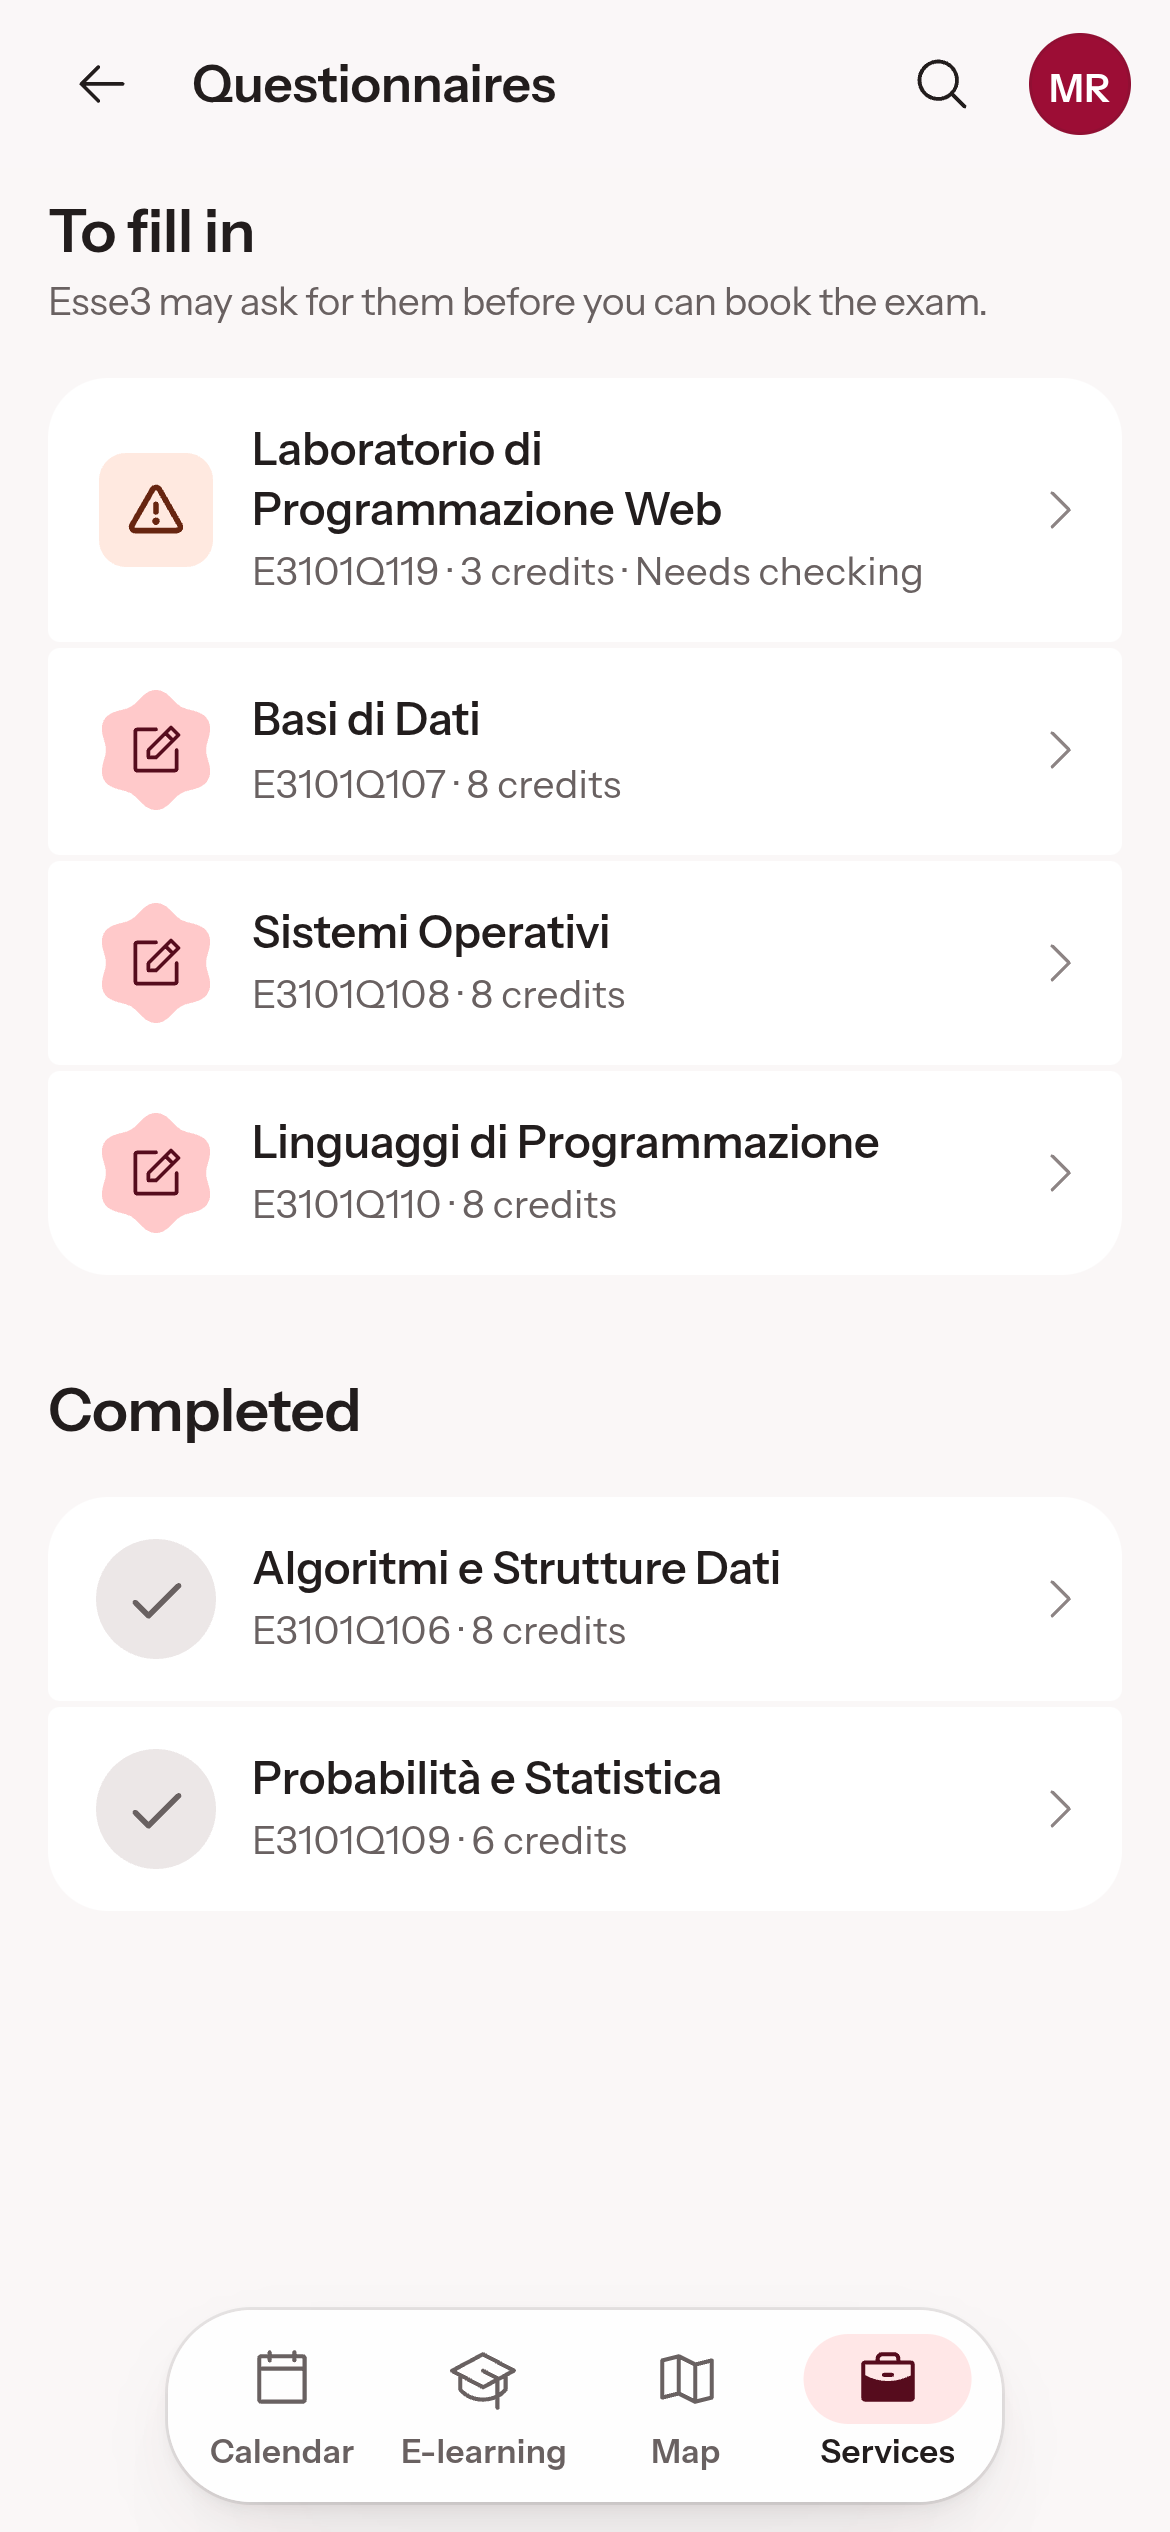 Questionnaires
MR
To fill in
Esse3 may ask for them before you can book the exam.
Laboratorio di
Programmazione Web
E3101Q119 · 3 credits · Needs checking
Basi di Dati
E3101Q107 · 8 credits
Sistemi Operativi
E3101Q108 · 8 credits
Linguaggi di Programmazione
E3101Q110 · 8 credits
Completed
Algoritmi e Strutture Dati
E3101Q106 · 8 credits
Probabilità e Statistica
E3101Q109 · 6 credits
Calendar
E-learning
Map
Services